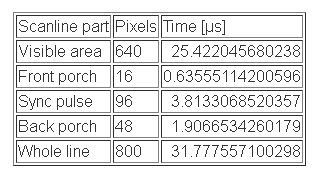 Scanline part Pixels Time [µs]
Visible area 640 25.422045680238
Front porch 16 0.63555114200596
Sync pulse 96 3.8133068520357
Back porch 48 1.9066534260179
Whole line 800 31.777557100298